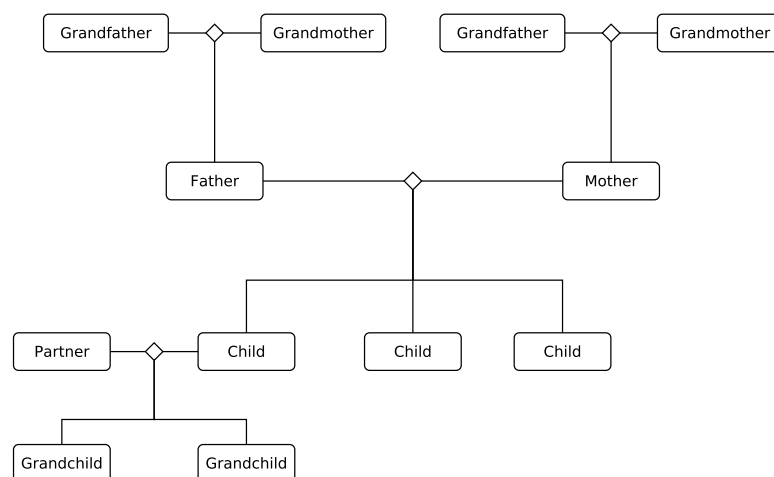 Grandfather
Grandmother
Grandfather
Grandmother
Father
Mother
Partner
Child
Child
Child
Grandchild
Grandchild